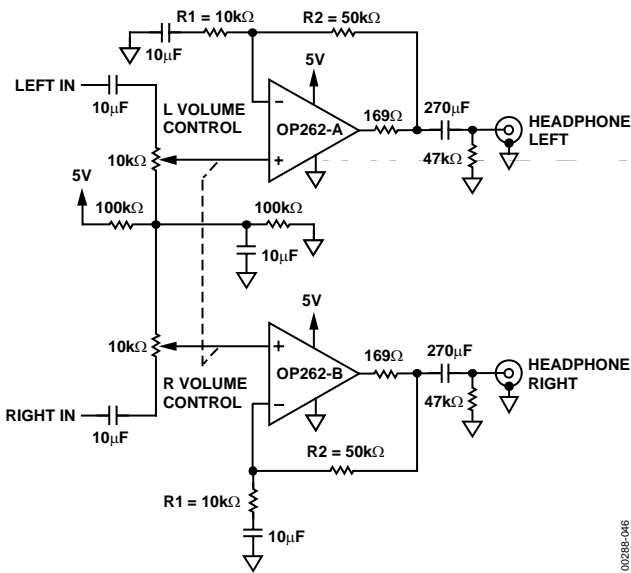 R1 = 10kΩ
R2 = 50kΩ
10µF
5V
LEFT IN
10µF
L VOLUME
CONTROL
−
OP262-A
+
169Ω
270µF
HEADPHONE
LEFT
47kΩ
10kΩ
5V
100kΩ
100kΩ
10µF
5V
10kΩ
+
OP262-B
−
169Ω
270µF
HEADPHONE
RIGHT
47kΩ
R VOLUME
CONTROL
RIGHT IN
10µF
R2 = 50kΩ
R1 = 10kΩ
10µF
00288-046